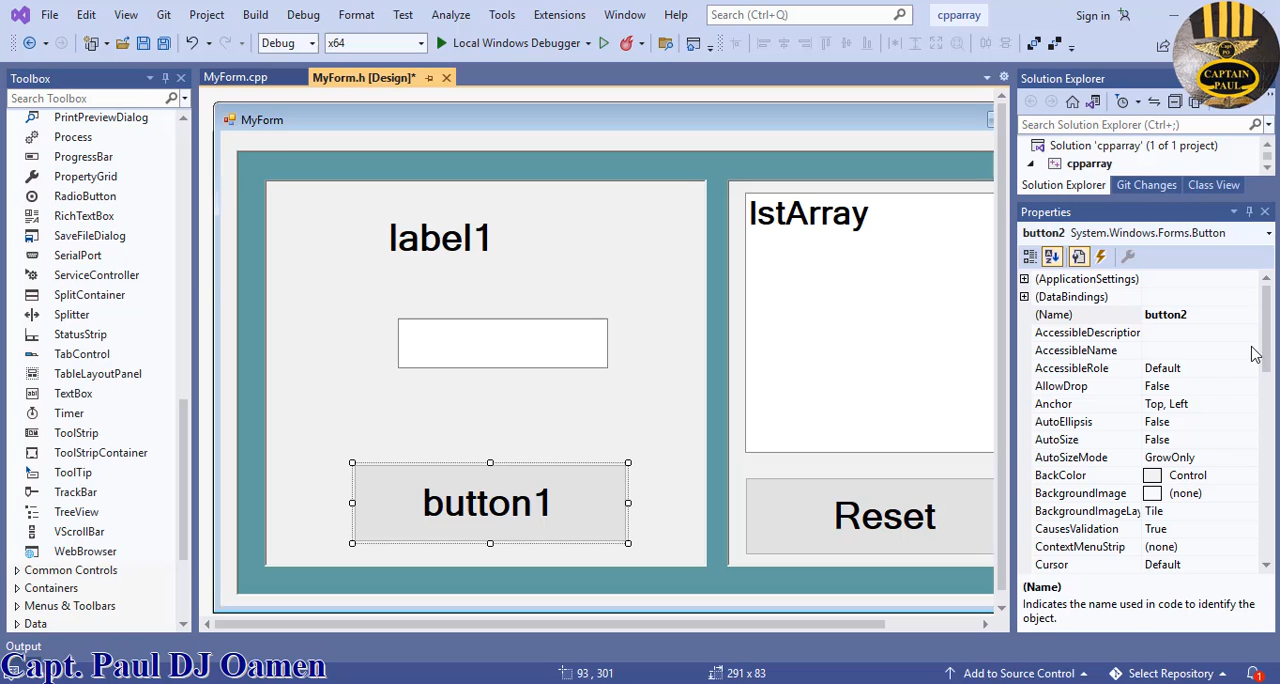 File Edit View Git Project Build Debug Format Test Analyze Tools Extensions Window Help Search (Ctrl+Q) cpparray Sign in
Debug x64 Local Windows Debugger
Toolbox
Search Toolbox
PrintPreviewDialog
Process
ProgressBar
PropertyGrid
RadioButton
RichTextBox
SaveFileDialog
SerialPort
ServiceController
SplitContainer
Splitter
StatusStrip
TabControl
TableLayoutPanel
TextBox
Timer
ToolStrip
ToolStripContainer
ToolTip
TrackBar
TreeView
VScrollBar
WebBrowser
Common Controls
Containers
Menus & Toolbars
Data
Output
MyForm.cpp MyForm.h [Design]*
MyForm
label1
button1
lstArray
Reset
Capt
PO
CAPTAIN
PAUL
Solution Explorer
Search Solution Explorer (Ctrl+;)
Solution 'cpparray' (1 of 1 project)
cpparray
Solution Explorer Git Changes Class View
Properties
button2 System.Windows.Forms.Button
(ApplicationSettings)
(DataBindings)
(Name) button2
AccessibleDescription
AccessibleName
AccessibleRole Default
AllowDrop False
Anchor Top, Left
AutoEllipsis False
AutoSize False
AutoSizeMode GrowOnly
BackColor Control
BackgroundImage (none)
BackgroundImageLay Tile
CausesValidation True
ContextMenuStrip (none)
Cursor Default
(Name)
Indicates the name used in code to identify the
object.
Capt. Paul DJ Oamen
93 , 301 291 x 83 Add to Source Control Select Repository 1